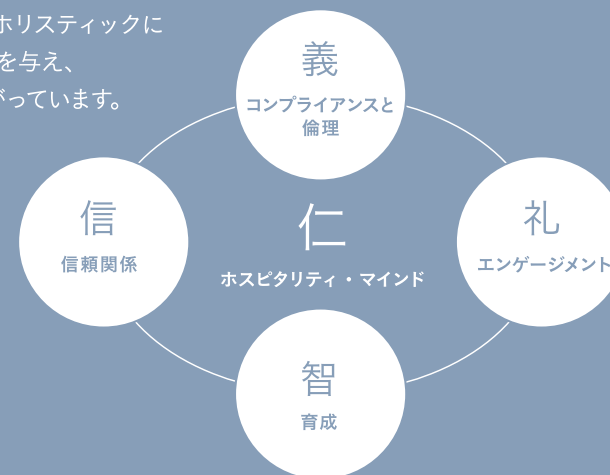 ホリスティックに
を与え、
がっています。
義
コンプライアンスと
倫理
信
信頼関係
仁
ホスピタリティ・マインド
礼
エンゲージメント
智
育成